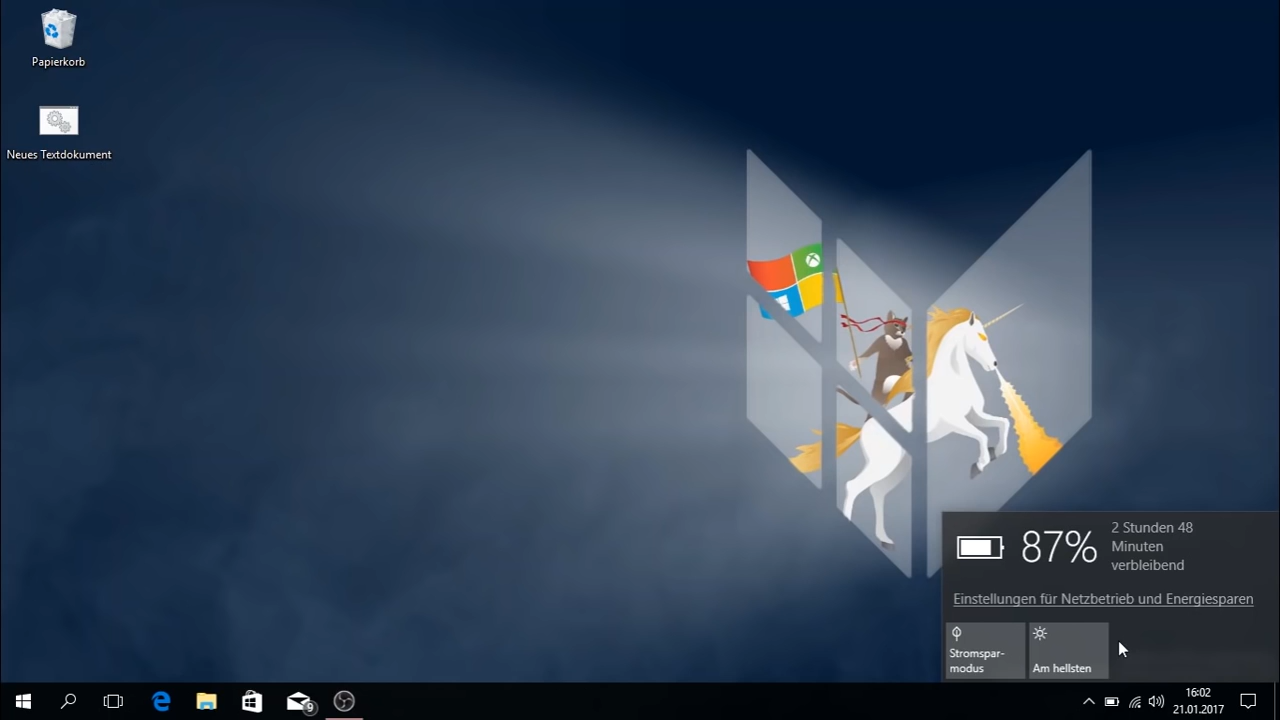 Papierkorb
Neues Textdokument
87%
2 Stunden 48
Minuten
verbleibend
Einstellungen für Netzbetrieb und Energiesparen
Stromspar-
modus
Am hellsten
9
16:02
21.01.2017